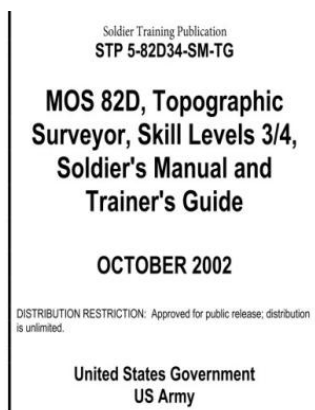 Soldier Training Publication
STP 5-82D34-SM-TG
MOS 82D, Topographic
Surveyor, Skill Levels 3/4,
Soldier's Manual and
Trainer's Guide
OCTOBER 2002
DISTRIBUTION RESTRICTION: Approved for public release; distribution
is unlimited.
United States Government
US Army